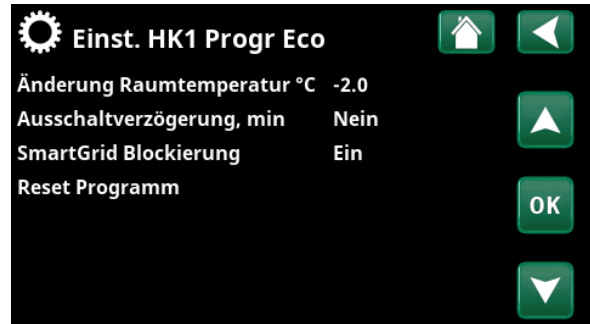 Einst. HK1 Progr Eco
Änderung Raumtemperatur °C -2.0
Ausschaltverzögerung, min Nein
SmartGrid Blockierung Ein
Reset Programm
OK